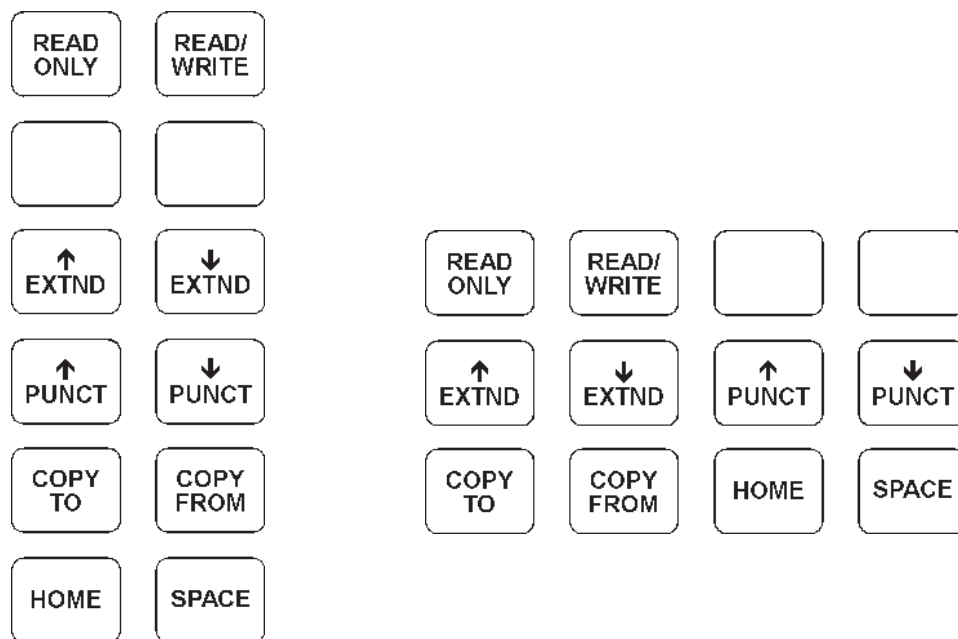 READ
ONLY
READ/
WRITE
↑
EXTND
↓
EXTND
↑
PUNCT
↓
PUNCT
COPY
TO
COPY
FROM
HOME
SPACE
READ
ONLY
READ/
WRITE
↑
EXTND
↓
EXTND
↑
PUNCT
↓
PUNCT
COPY
TO
COPY
FROM
HOME
SPACE